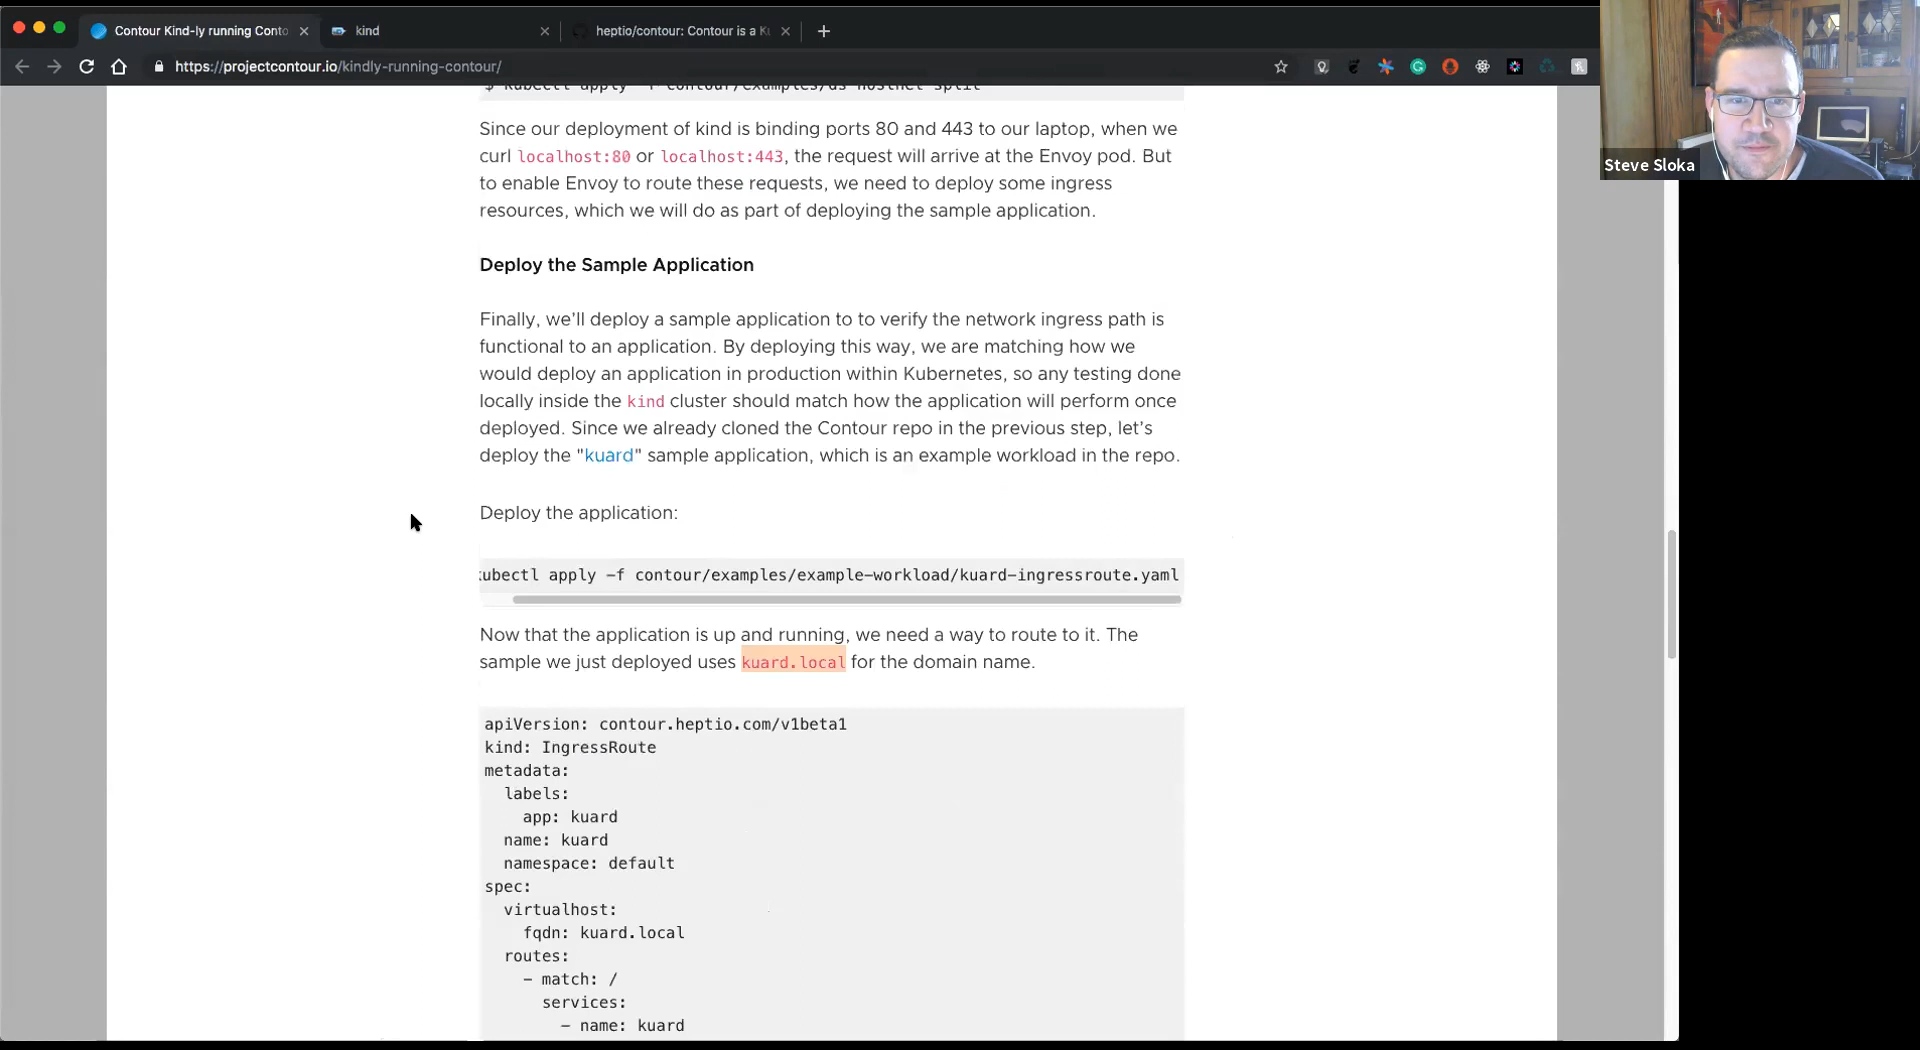 Contour Kind-ly running Conto
kind
heptio/contour: Contour is a K
https://projectcontour.io/kindly-running-contour/
Steve Sloka
$ kubectl apply -f contour/examples/ds-hostnet-split
Since our deployment of kind is binding ports 80 and 443 to our laptop, when we
curl localhost:80 or localhost:443, the request will arrive at the Envoy pod. But
to enable Envoy to route these requests, we need to deploy some ingress
resources, which we will do as part of deploying the sample application.
Deploy the Sample Application
Finally, we’ll deploy a sample application to to verify the network ingress path is
functional to an application. By deploying this way, we are matching how we
would deploy an application in production within Kubernetes, so any testing done
locally inside the kind cluster should match how the application will perform once
deployed. Since we already cloned the Contour repo in the previous step, let’s
deploy the "kuard" sample application, which is an example workload in the repo.
Deploy the application:
kubectl apply -f contour/examples/example-workload/kuard-ingressroute.yaml
Now that the application is up and running, we need a way to route to it. The
sample we just deployed uses kuard.local for the domain name.
apiVersion: contour.heptio.com/v1beta1
kind: IngressRoute
metadata:
labels:
app: kuard
name: kuard
namespace: default
spec:
virtualhost:
fqdn: kuard.local
routes:
- match: /
services:
- name: kuard